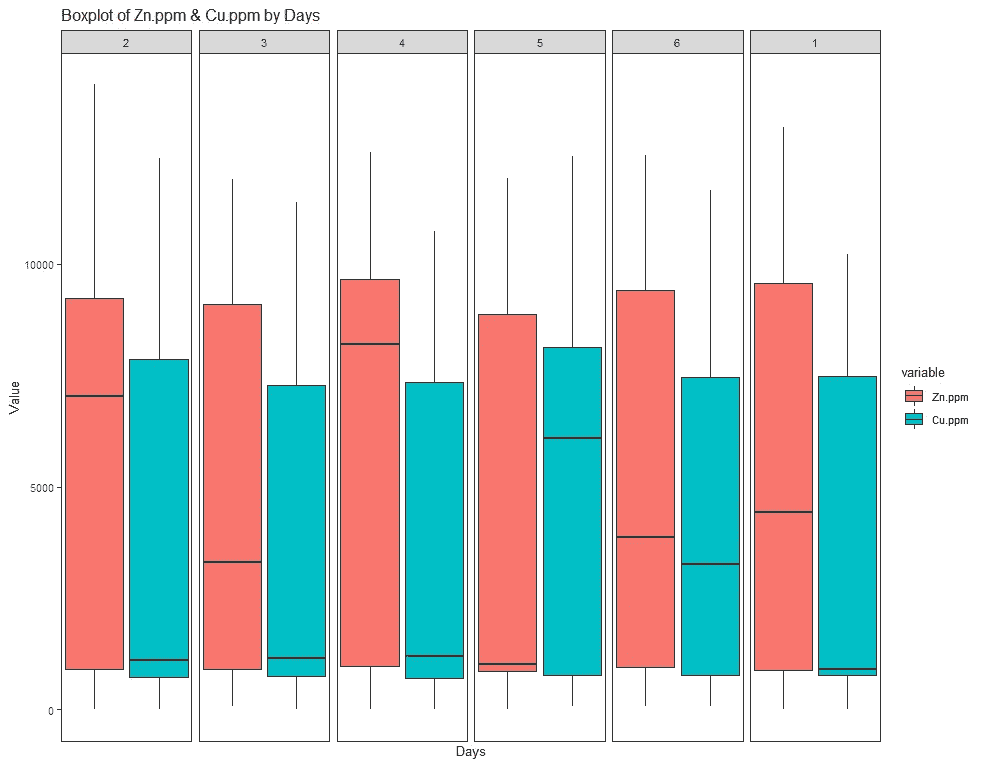 Boxplot of Zn.ppm & Cu.ppm by Days
2 3 4 5 6 1
10000
5000
0
Value
Days
variable
Zn.ppm
Cu.ppm